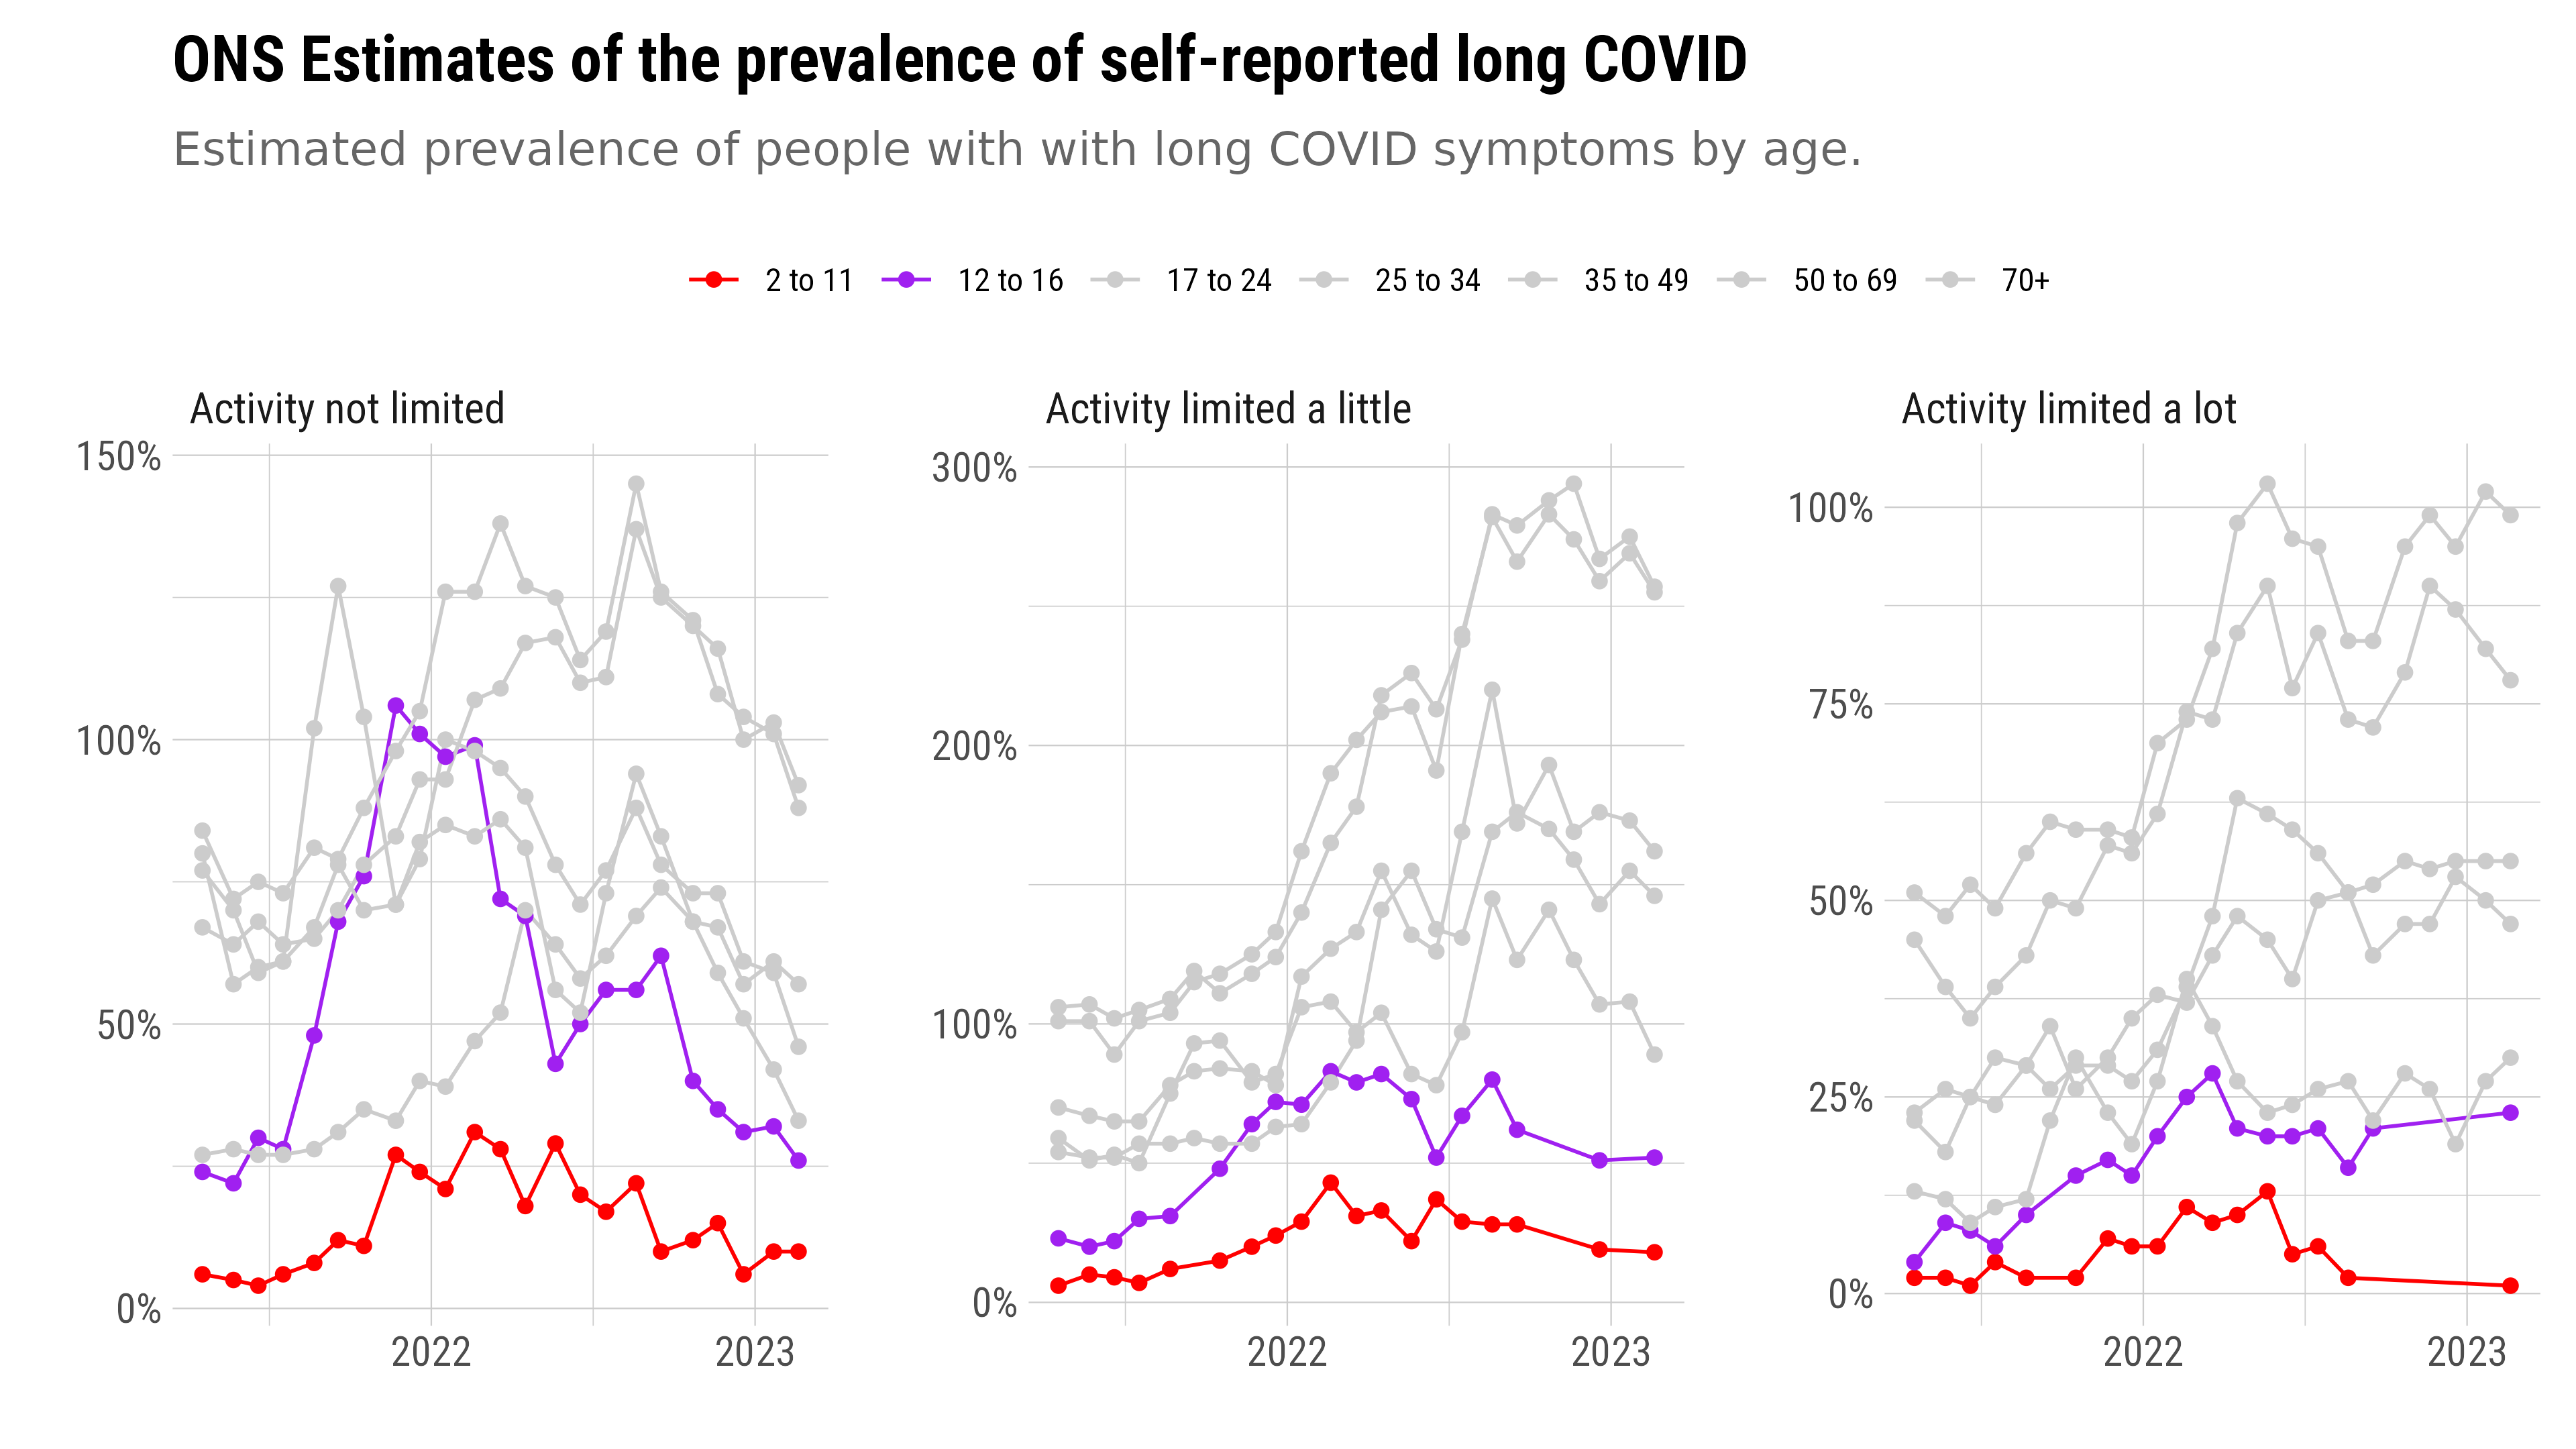 ONS Estimates of the prevalence of self-reported long COVID
Estimated prevalence of people with with long COVID symptoms by age.
2 to 11 12 to 16 17 to 24 25 to 34 35 to 49 50 to 69 70+
Activity not limited
150%
100%
50%
0%
2022 2023
Activity limited a little
300%
200%
100%
0%
2022 2023
Activity limited a lot
100%
75%
50%
25%
0%
2022 2023